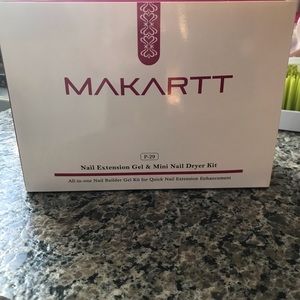 MAKARTT
P-29
Nail Extension Gel & Mini Nail Dryer Kit
All-in-one Nail Builder Gel Kit for Quick Nail Extension Enhancement